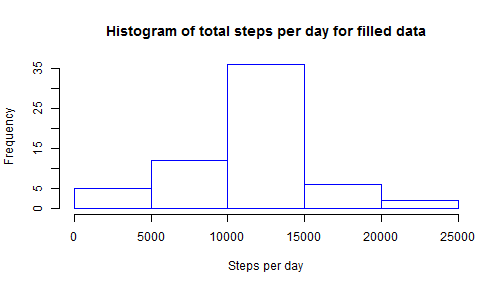 Histogram of total steps per day for filled data
Frequency
35
25
15
5
0
0 5000 10000 15000 20000 25000
Steps per day